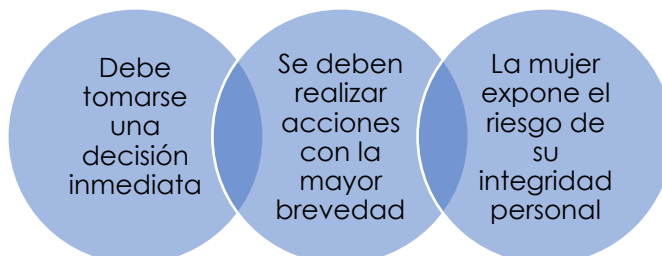 Debe
tomarse
una
decisión
inmediata
Se deben
realizar
acciones
con la
mayor
brevedad
La mujer
expone el
riesgo de
su
integridad
personal